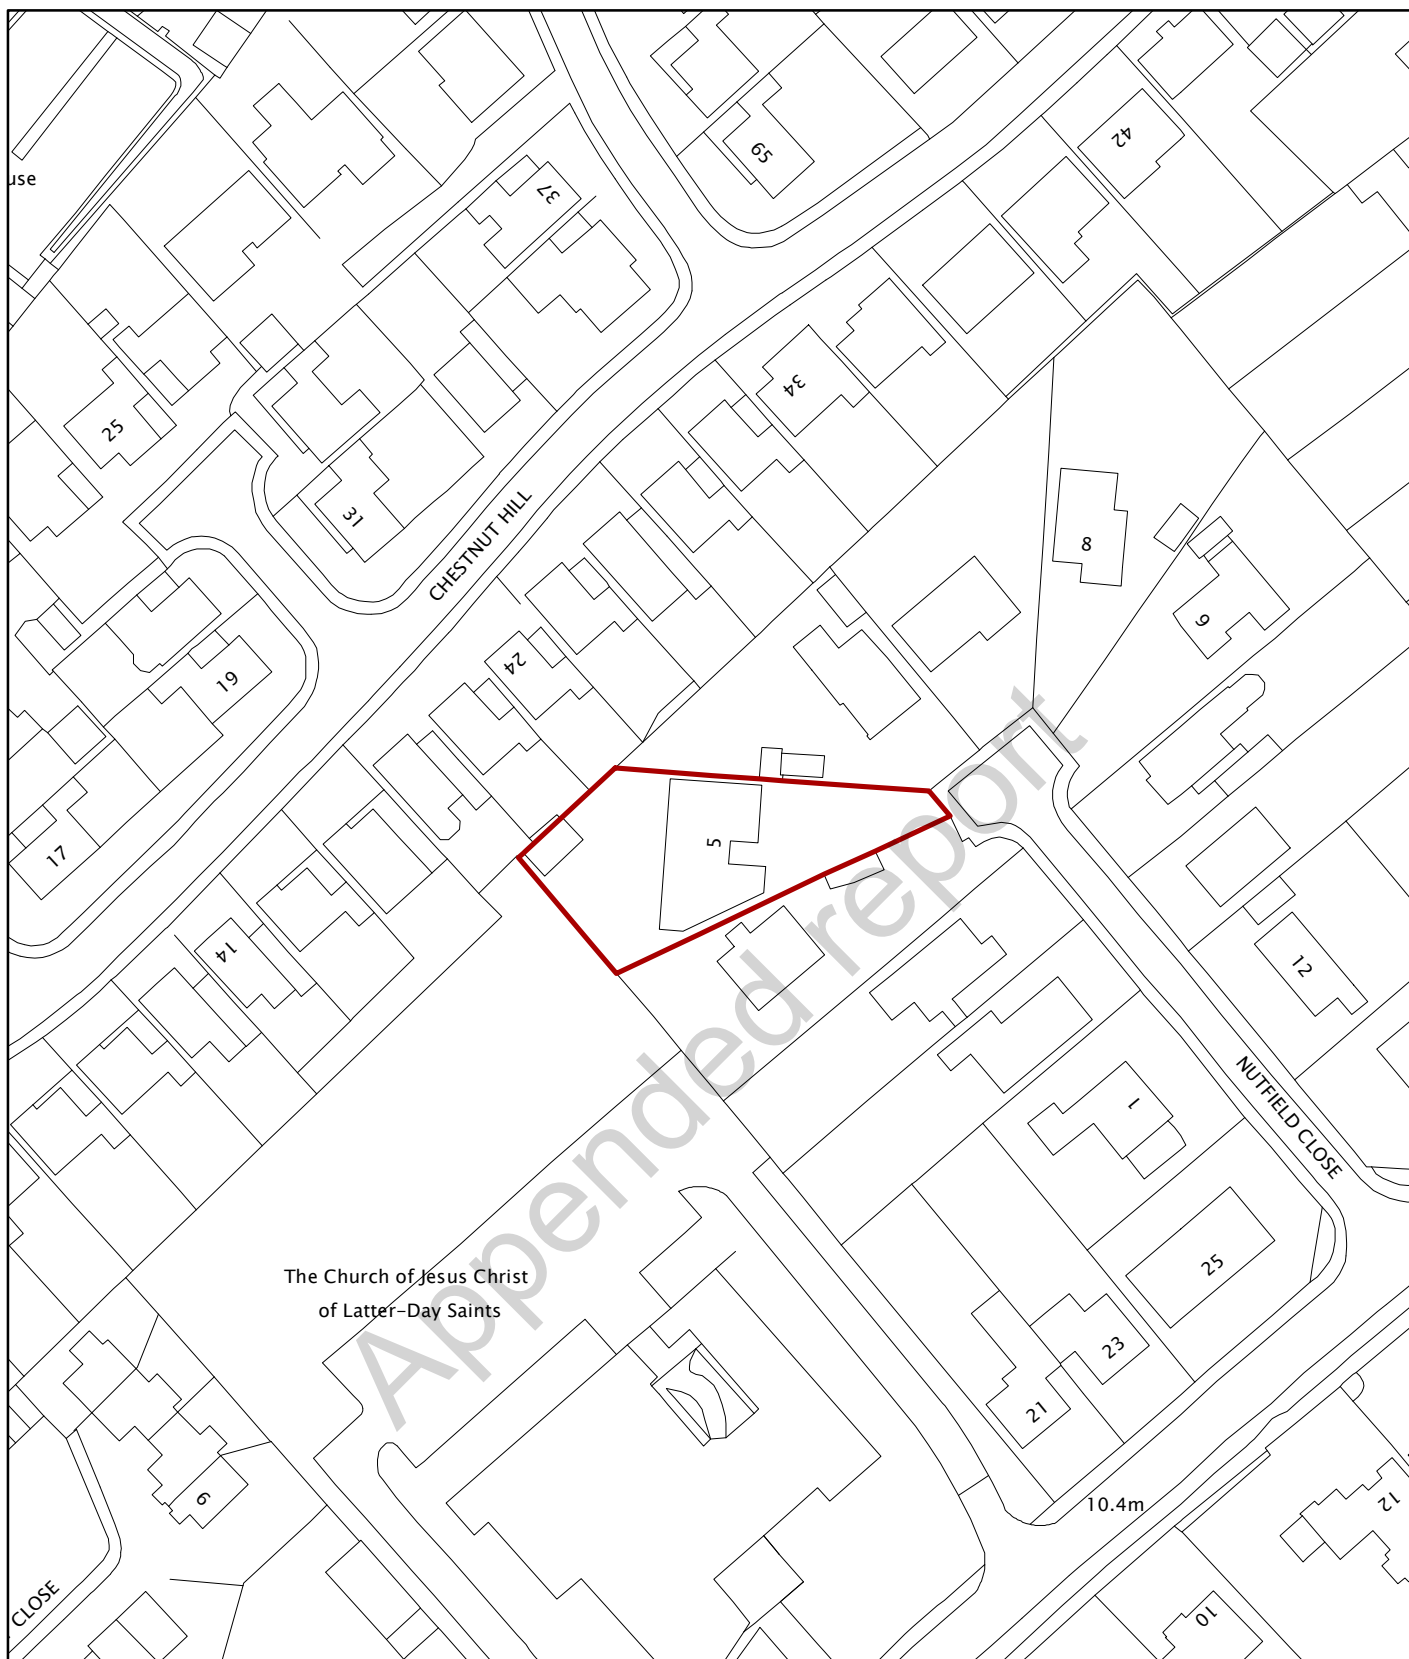 42
65
use
37
34
25
31
CHESTNUT HILL
8
9
24
19
5
17
14
12
NUTFIELD CLOSE
1
The Church of Jesus Christ
of Latter-Day Saints
25
23
21
10.4m
12
9
10
CLOSE
Appended report